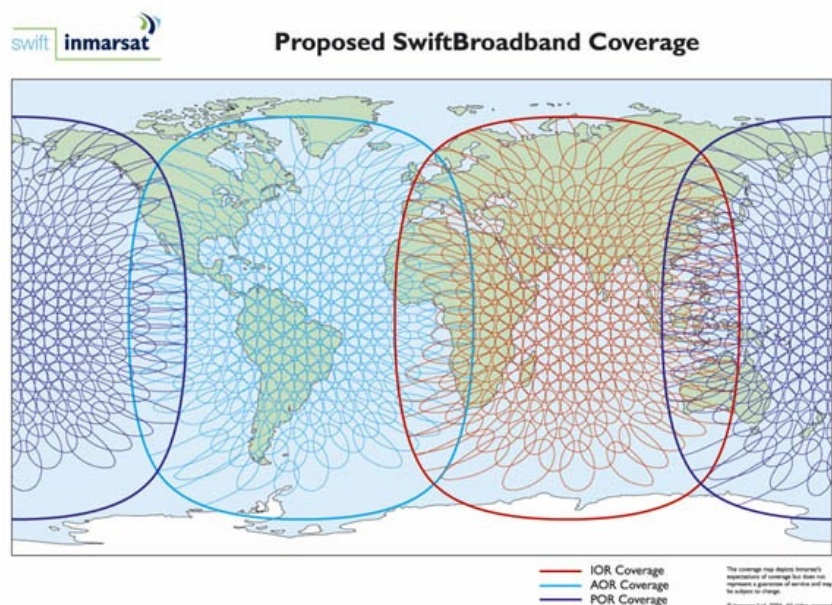 swift inmarsat
Proposed SwiftBroadband Coverage
IOR Coverage
AOR Coverage
POR Coverage
The coverage map depicts Inmarsat's
expectations of coverage but does not
represent a guarantee of service and may
be subject to change.